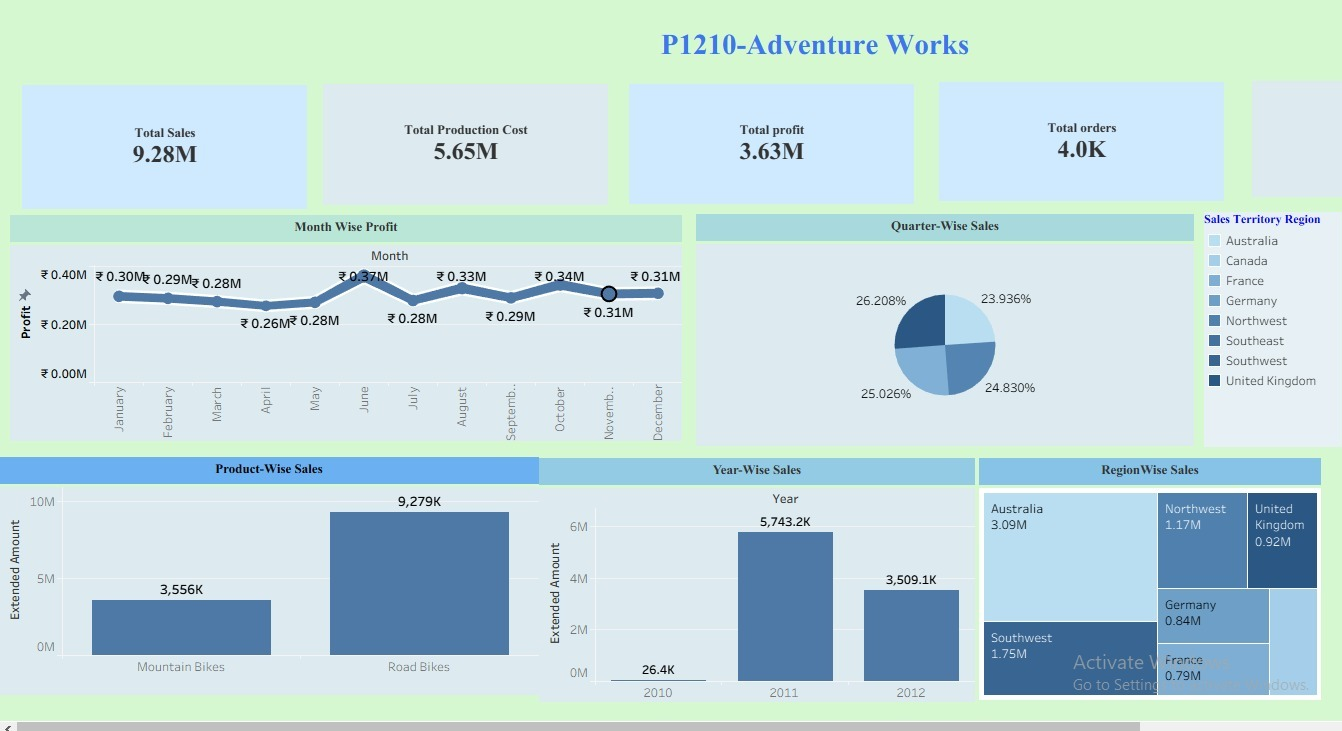 P1210-Adventure Works
Total Sales
9.28M
Total Production Cost
5.65M
Total profit
3.63M
Total orders
4.0K
Month Wise Profit
Month
Profit
₹ 0.40M
₹ 0.20M
₹ 0.00M
₹ 0.30M
₹ 0.29M
₹ 0.28M
₹ 0.26M
₹ 0.28M
₹ 0.37M
₹ 0.28M
₹ 0.33M
₹ 0.29M
₹ 0.34M
₹ 0.31M
₹ 0.31M
January
February
March
April
May
June
July
August
Septemb..
October
Novemb..
December
Quarter-Wise Sales
26.208%
23.936%
25.026%
24.830%
Sales Territory Region
Australia
Canada
France
Germany
Northwest
Southeast
Southwest
United Kingdom
Product-Wise Sales
Extended Amount
10M
5M
0M
3,556K
9,279K
Mountain Bikes
Road Bikes
Year-Wise Sales
Year
Extended Amount
6M
4M
2M
0M
26.4K
5,743.2K
3,509.1K
2010
2011
2012
RegionWise Sales
Australia
3.09M
Southwest
1.75M
Northwest
1.17M
United
Kingdom
0.92M
Germany
0.84M
France
0.79M
Activate
Go to Setting